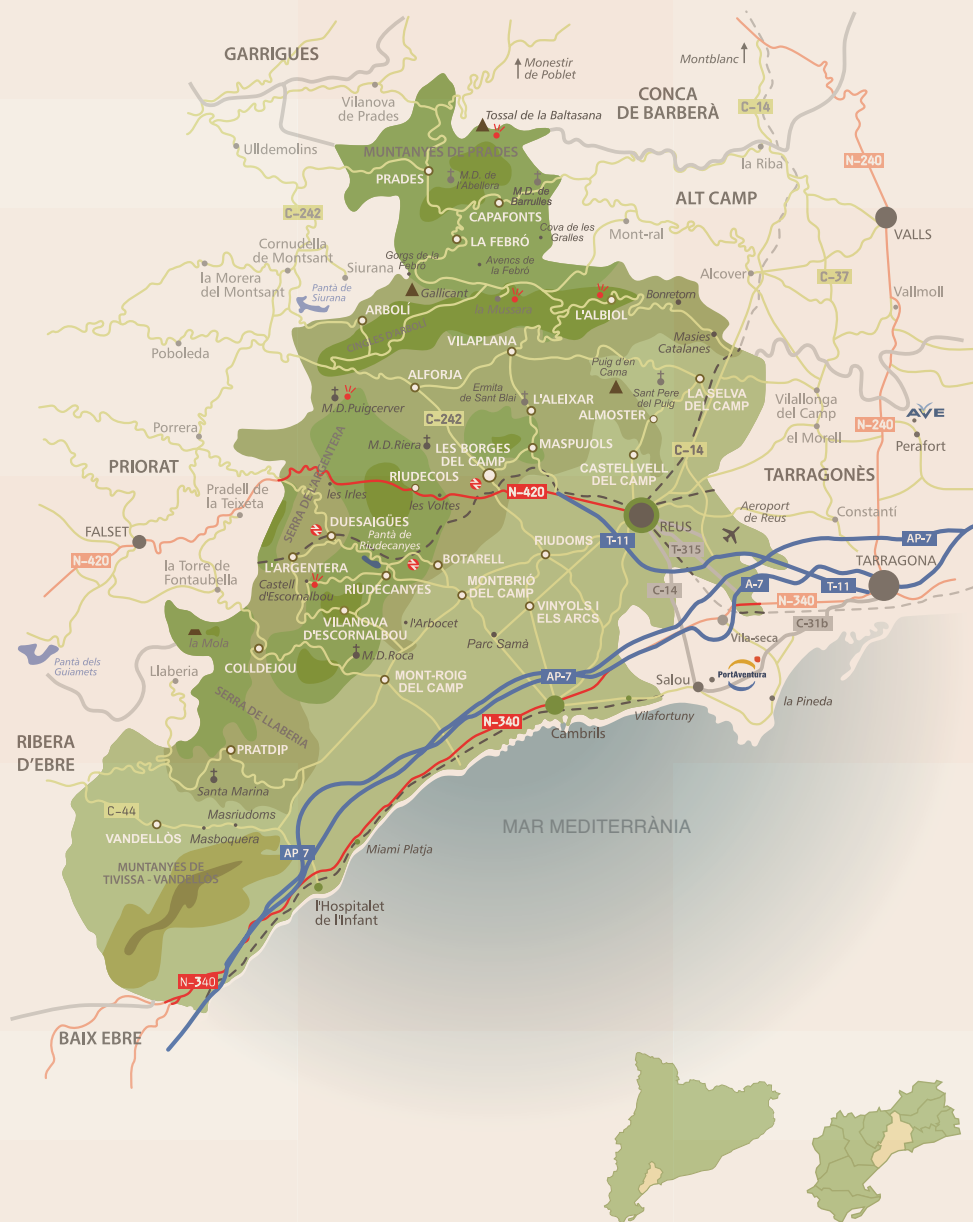 GARRIGUES
Monestir
de Poblet
Montblanc
CONCA
DE BARBERÀ
C-14
Vilanova
de Prades
Tossal de la Baltasana
Ulldemolins
MUNTANYES DE PRADES
la Riba
N-240
PRADES
M.D. de
l'Abellera
M.D. de
Barrulles
ALT CAMP
C-242
CAPAFONTS
VALLS
Cornudella
de Montsant
LA FEBRÓ
Cova de les
Gralles
Mont-ral
Gorgs de la
Febró
Avencs de
la Febró
la Morera
del Montsant
Siurana
Alcover
C-37
Pantà de
Siurana
Gallicant
la Mussara
Bonretorn
Vallmoll
ARBOLÍ
L'ALBIOL
CINGLES D'ARBOLÍ
Masies
Catalanes
Poboleda
VILAPLANA
Puig d'en
Cama
ALFORJA
Ermita
de Sant Blai
Sant Pere
del Puig
LA SELVA
DEL CAMP
M.D.Puigcerver
L'ALEIXAR
Vilallonga
del Camp
AVE
C-242
ALMOSTER
N-240
Porrera
el Morell
Perafort
M.D.Riera
LES BORGES
DEL CAMP
MASPUJOLS
C-14
PRIORAT
SERRA DE L'ARGENTERA
CASTELLVELL
DEL CAMP
TARRAGONÈS
RIUDECOLS
Pradell de
la Teixeta
les Irles
les Voltes
N-420
Aeroport
de Reus
Constantí
FALSET
DUESAIGÜES
REUS
Pantà de
Riudecanyes
RIUDOMS
T-11
T-315
AP-7
N-420
TARRAGONA
la Torre de
Fontaubella
L'ARGENTERA
BOTARELL
Castell
d'Escornalbou
RIUDECANYES
MONTBRIÓ
DEL CAMP
C-14
A-7
T-11
N-340
VINYOLS I
ELS ARCS
VILANOVA
D'ESCORNALBOU
l'Arbocet
C-31b
la Mola
Parc Samà
Vila-seca
Pantà dels
Guiamets
COLLDEJOU
M.D.Roca
Llaberia
MONT-ROIG
DEL CAMP
AP-7
PortAventura
Salou
SERRA DE LLABERIA
la Pineda
N-340
Vilafortuny
RIBERA
D'EBRE
Cambrils
PRATDIP
Santa Marina
C-44
Masriudoms
MAR MEDITERRÀNIA
VANDELLÒS
Masboquera
Miami Platja
AP 7
MUNTANYES DE
TIVISSA - VANDELLÒS
l'Hospitalet
de l'Infant
N-340
BAIX EBRE